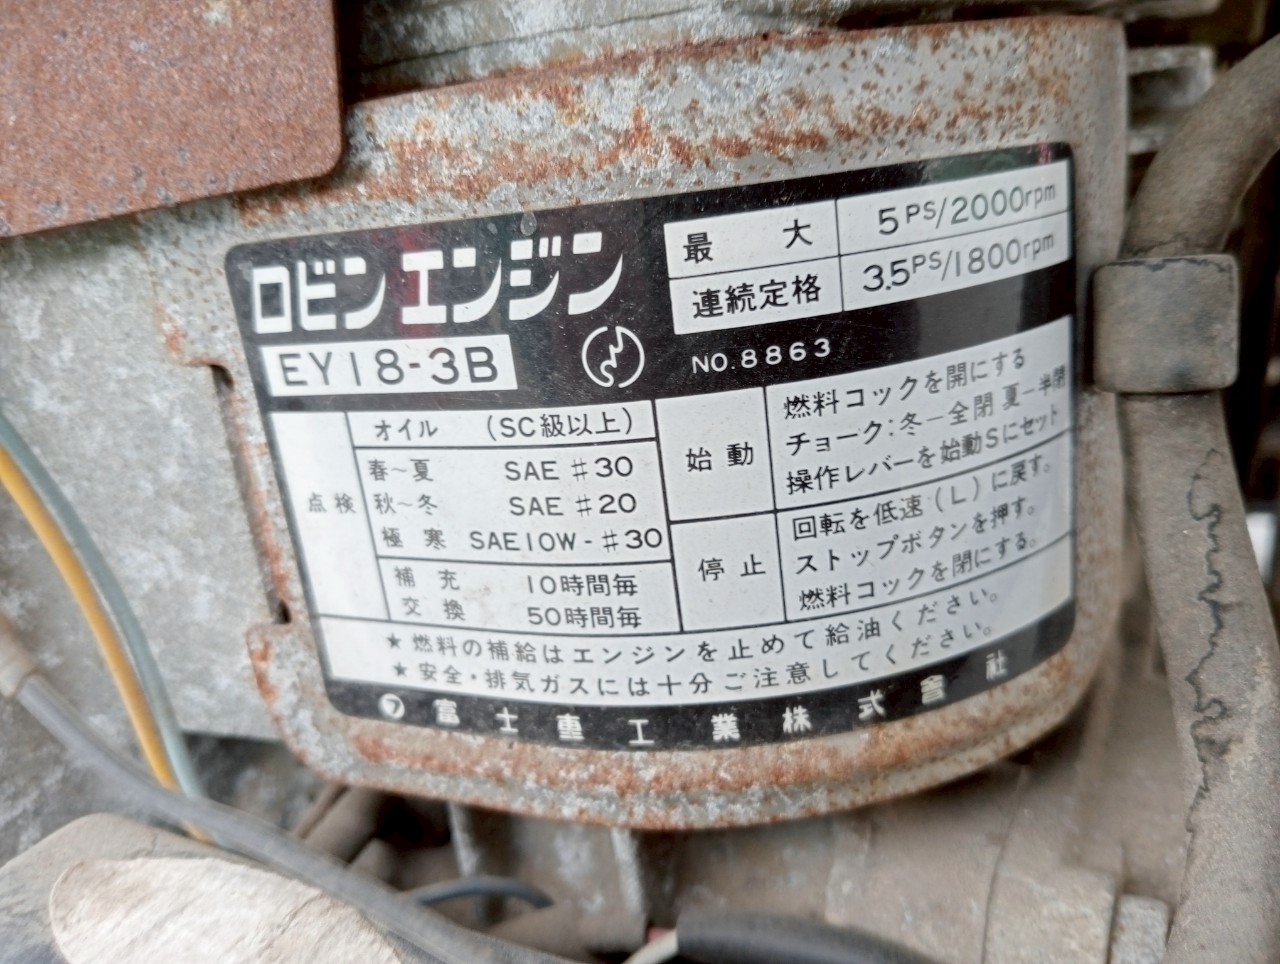 ロビンエンジン
EY18-3B
最大 5PS/2000rpm
連続定格 3.5PS/1800rpm
NO.8863
点検
オイル (SC級以上)
春~夏 SAE #30
秋~冬 SAE #20
極寒 SAE10W-#30
補充 10時間毎
交換 50時間毎
始動
燃料コックを開にする
チョーク:冬-全閉 夏-半閉
操作レバーを始動Sにセット
停止
回転を低速(L)に戻す。
ストップボタンを押す。
燃料コックを閉にする。
★燃料の補給はエンジンを止めて給油ください。
★安全・排気ガスには十分ご注意してください。
フ 富士重工業株式會社